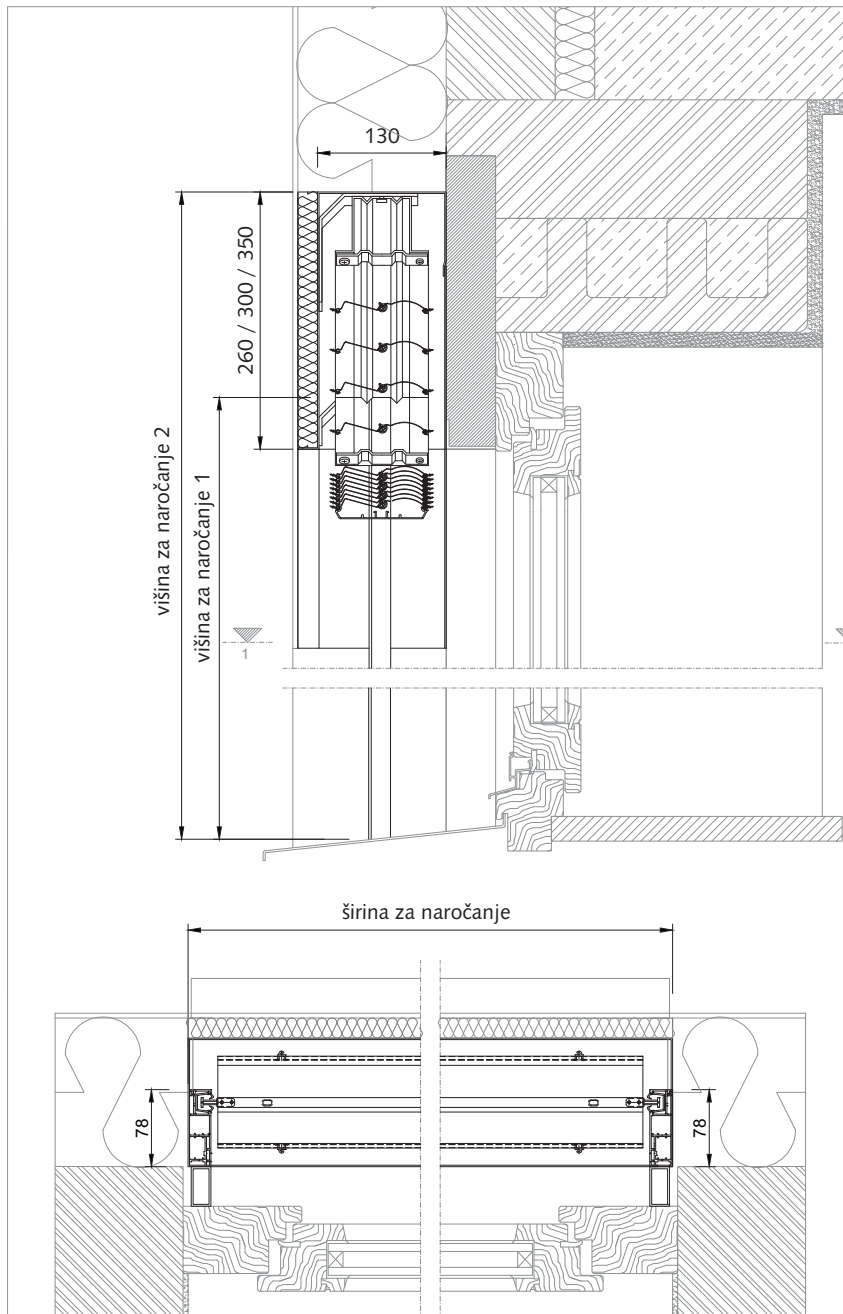 130
260 / 300 / 350
višina za naročanje 2
višina za naročanje 1
1
širina za naročanje
78
78